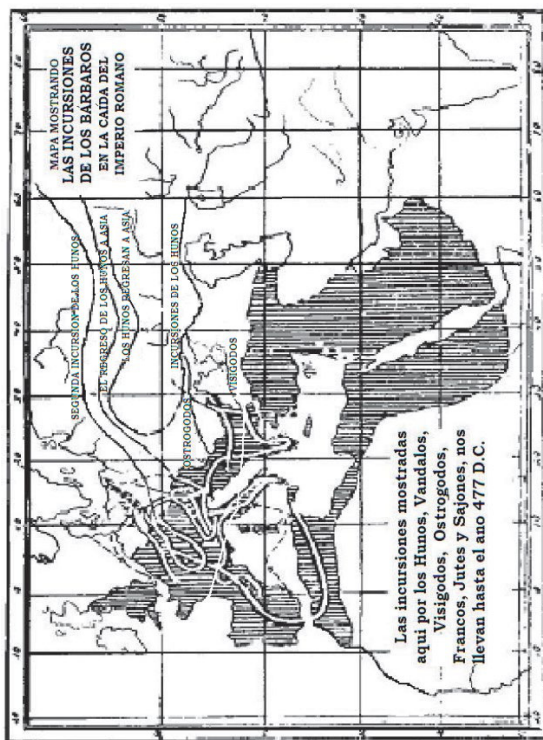 MAPA MOSTRANDO
LAS INCURSIONES
DE LOS BARBAROS
EN LA CAIDA DEL
IMPERIO ROMANO
SEGUNDA INCURSION DE LOS HUNOS
EL REGRESO DE LOS HUNOS A ASIA
LOS HUNOS REGRESAN A ASIA
INCURSIONES DE LOS HUNOS
OSTROGODOS
VISIGODOS
Las incursiones mostradas
aqui por los Hunos, Vandalos,
Visigodos, Ostrogodos,
Francos, Jutes y Sajones, nos
llevan hasta el ano 477 D.C.